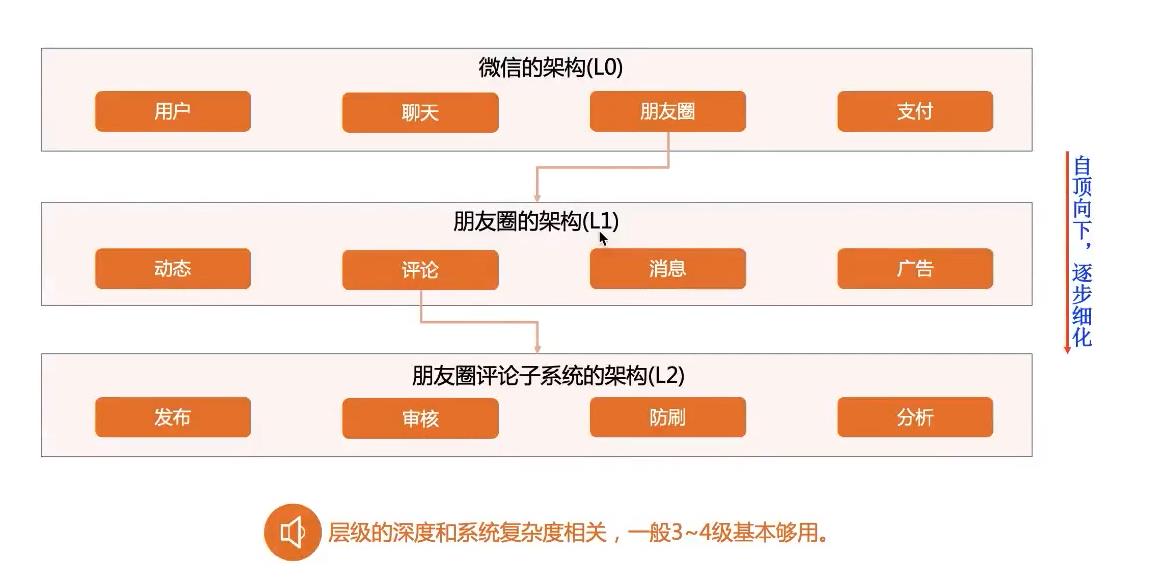 微信的架构(L0)
用户
聊天
朋友圈
支付
朋友圈的架构(L1)
动态
评论
消息
广告
朋友圈评论子系统的架构(L2)
发布
审核
防刷
分析
自顶向下，逐步细化
层级的深度和系统复杂度相关，一般3~4级基本够用。